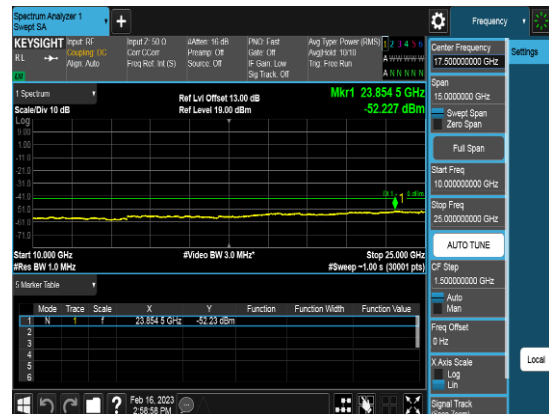 Spectrum Analyzer 1
Swept SA
+
Frequency
KEYSIGHT
RL
Input: RF
Coupling: DC
Align: Auto
Input Z: 50 Ω
Corr CCorr
Freq Ref: Int (S)
#Atten: 16 dB
Preamp: Off
Source: Off
PNO: Fast
Gate: Off
IF Gain: Low
Sig Track: Off
Avg Type: Power (RMS)
Avg|Hold: 10/10
Trig: Free Run
1 2 3 4 5 6
A W W W W W
A N N N N N
1 Spectrum
Scale/Div 10 dB
Ref Lvl Offset 13.00 dB
Ref Level 19.00 dBm
Mkr1 23.854 5 GHz
-52.227 dBm
Log
9.00
-1.00
-11.0
-21.0
-31.0
-41.0
-51.0
-61.0
-71.0
1
Start 10.000 GHz
#Res BW 1.0 MHz
#Video BW 3.0 MHz*
Stop 25.000 GHz
#Sweep ~1.00 s (30001 pts)
5 Marker Table
Mode Trace Scale X Y Function Function Width Function Value
1 N 1 f 23.854 5 GHz -52.23 dBm
2
3
4
5
6
Feb 16, 2023
2:58:58 PM
Center Frequency
17.500000000 GHz
Settings
Span
15.0000000 GHz
Swept Span
Zero Span
Full Span
Start Freq
10.000000000 GHz
Stop Freq
25.000000000 GHz
AUTO TUNE
CF Step
1.500000000 GHz
Auto
Man
Freq Offset
0 Hz
X Axis Scale
Log
Lin
Local
Signal Track
(Span Zoom)